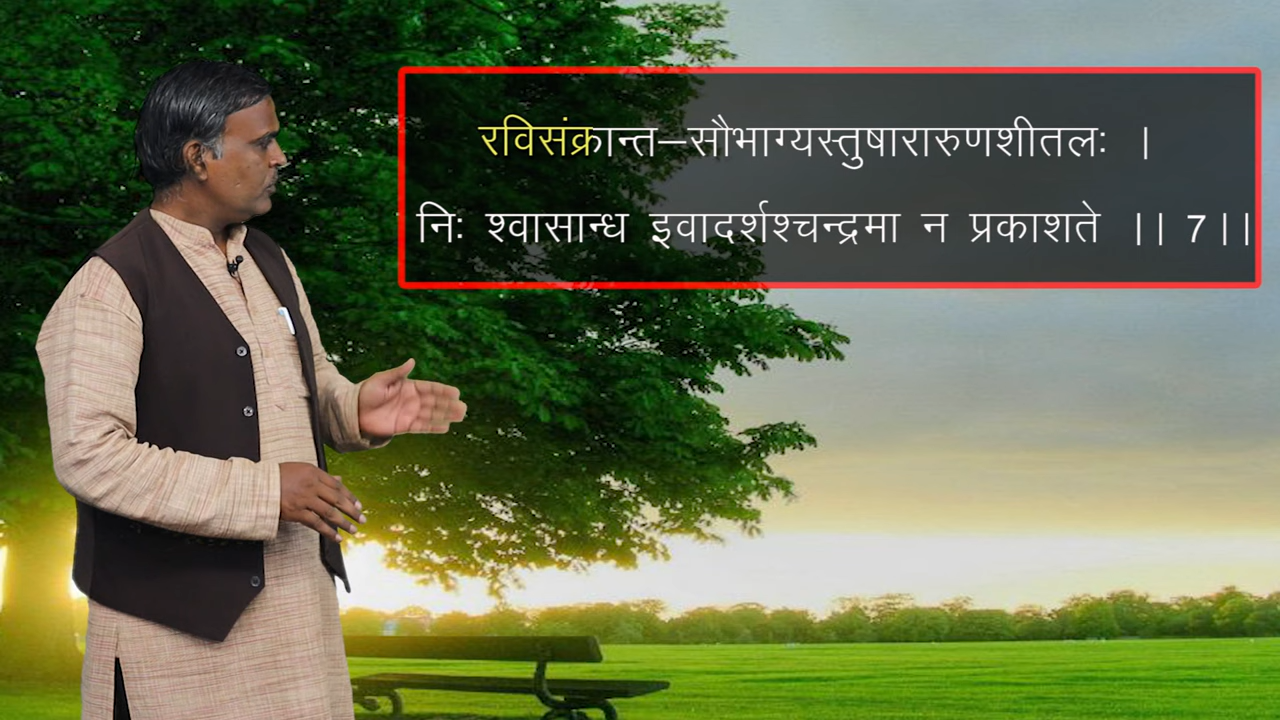 रविसंक्रान्त–सौभाग्यस्तुषारारुणशीतलः ।
निः श्वासान्ध इवादर्शश्चन्द्रमा न प्रकाशते ।। 7 ।।